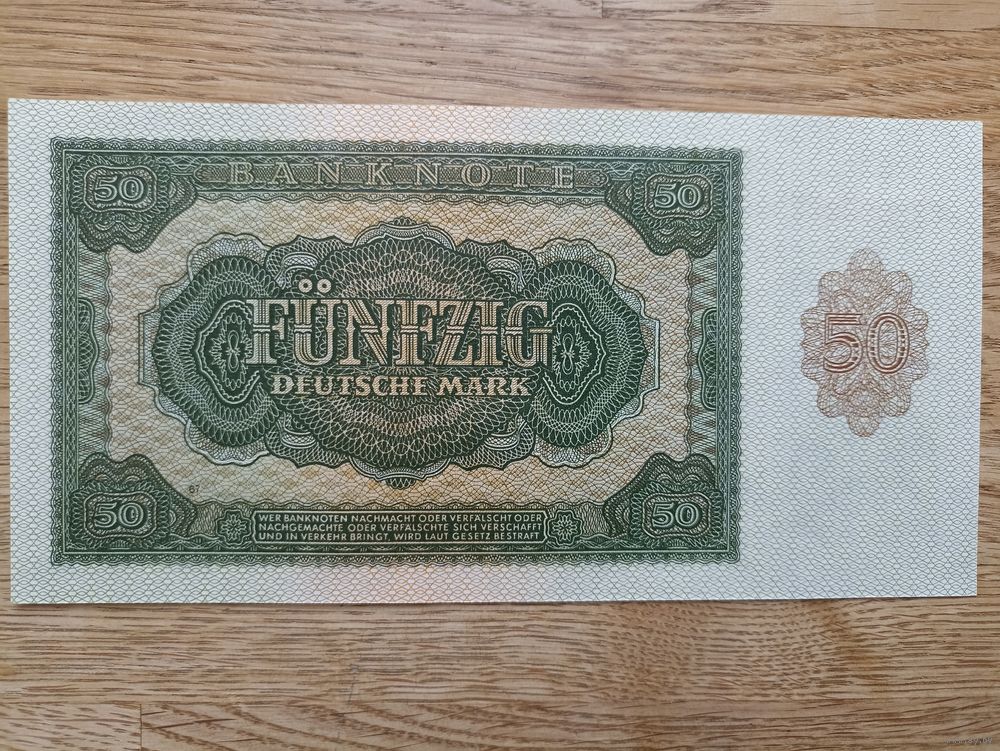 50 BANKNOTE 50
FÜNFZIG
DEUTSCHE MARK
50
67
50 50
WER BANKNOTEN NACHMACHT ODER VERFÄLSCHT ODER
NACHGEMACHTE ODER VERFÄLSCHTE SICH VERSCHAFFT
UND IN VERKEHR BRINGT, WIRD LAUT GESETZ BESTRAFT